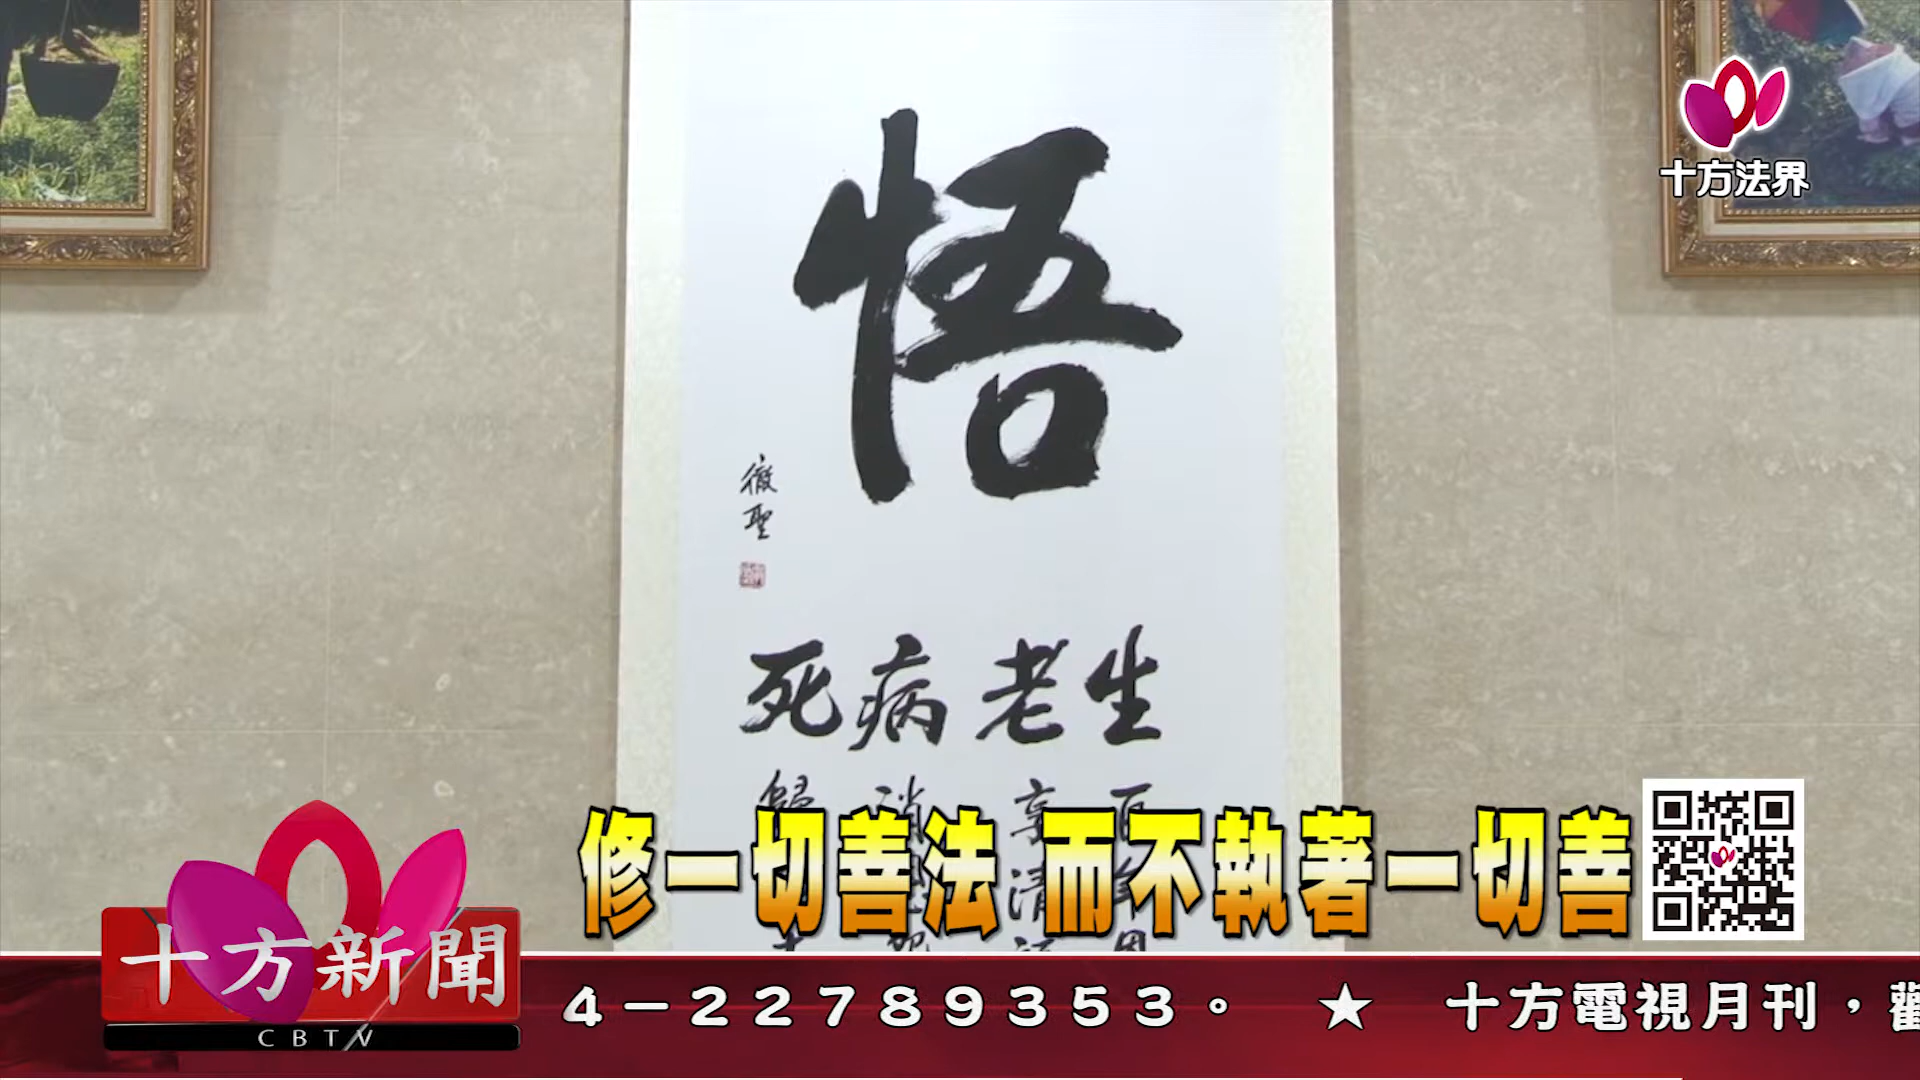 十方法界
悟
徹聖
生老病死
修一切善法 而不執著一切善
十方新聞
CBTV
4－22789353。 ★ 十方電視月刊，